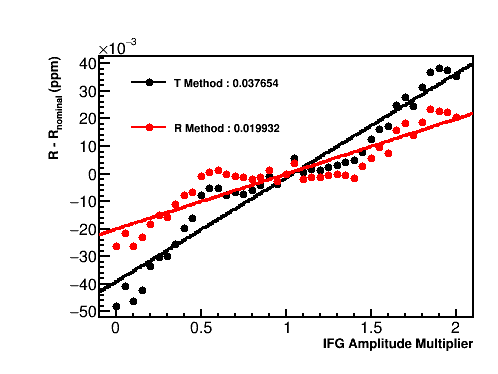 ×10⁻³
R - Rnominal (ppm)
40
30
20
10
0
−10
−20
−30
−40
−50
T Method : 0.037654
R Method : 0.019932
0 0.5 1 1.5 2
IFG Amplitude Multiplier